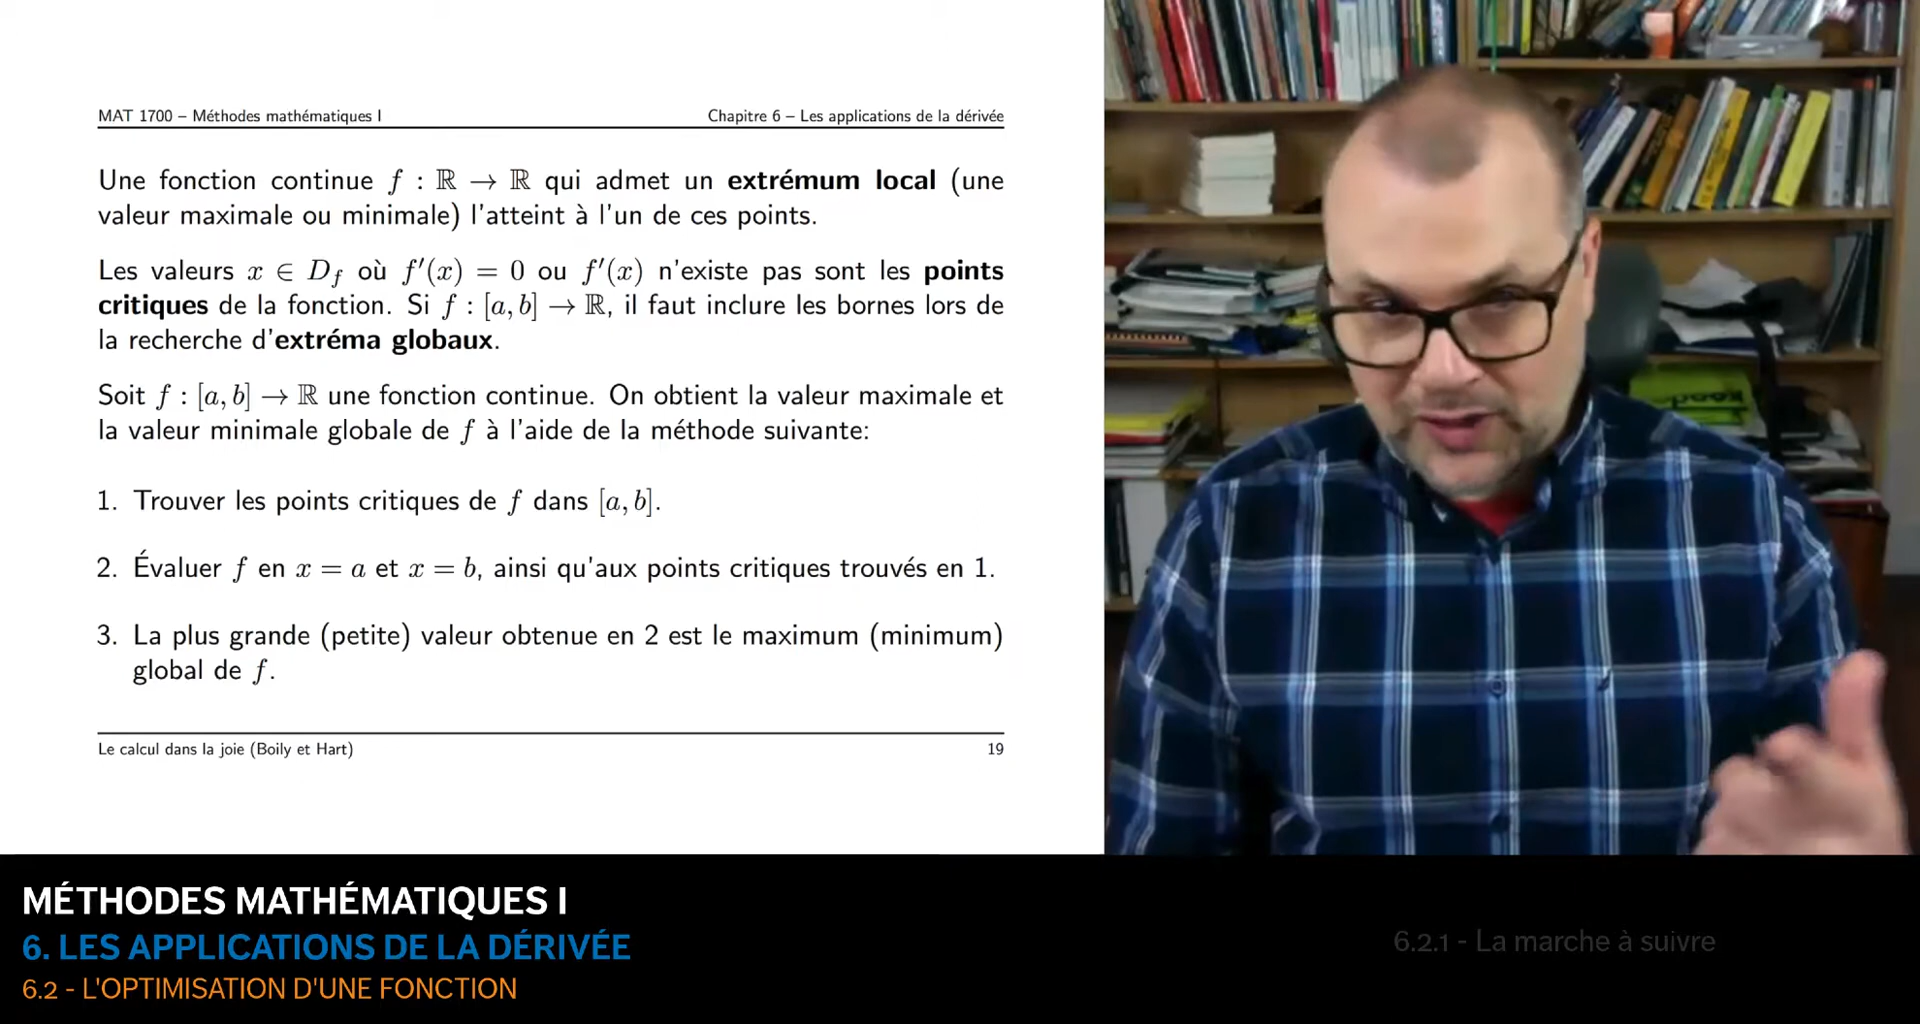 MAT 1700 – Méthodes mathématiques I
Chapitre 6 – Les applications de la dérivée
Une fonction continue f : ℝ → ℝ qui admet un extrémum local (une
valeur maximale ou minimale) l'atteint à l'un de ces points.
Les valeurs x ∈ D_f où f′(x) = 0 ou f′(x) n'existe pas sont les points
critiques de la fonction. Si f : [a, b] → ℝ, il faut inclure les bornes lors de
la recherche d'extréma globaux.
Soit f : [a, b] → ℝ une fonction continue. On obtient la valeur maximale et
la valeur minimale globale de f à l'aide de la méthode suivante:
1. Trouver les points critiques de f dans [a, b].
2. Évaluer f en x = a et x = b, ainsi qu'aux points critiques trouvés en 1.
3. La plus grande (petite) valeur obtenue en 2 est le maximum (minimum)
global de f.
Le calcul dans la joie (Boily et Hart)
19
MÉTHODES MATHÉMATIQUES I
6. LES APPLICATIONS DE LA DÉRIVÉE
6.2 - L'OPTIMISATION D'UNE FONCTION
6.2.1 - La marche à suivre